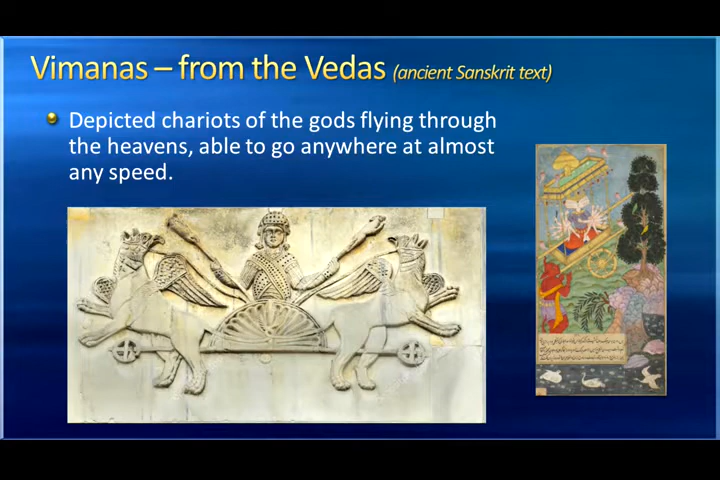 Vimanas – from the Vedas (ancient Sanskrit text)
Depicted chariots of the gods flying through
the heavens, able to go anywhere at almost
any speed.